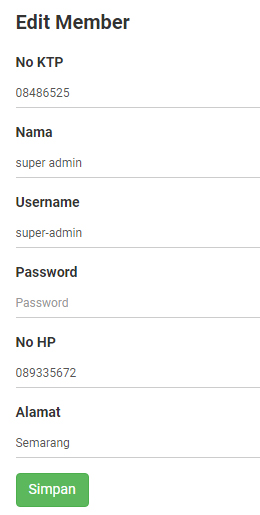 Edit Member
No KTP
08486525
Nama
super admin
Username
super-admin
Password
Password
No HP
089335672
Alamat
Semarang
Simpan